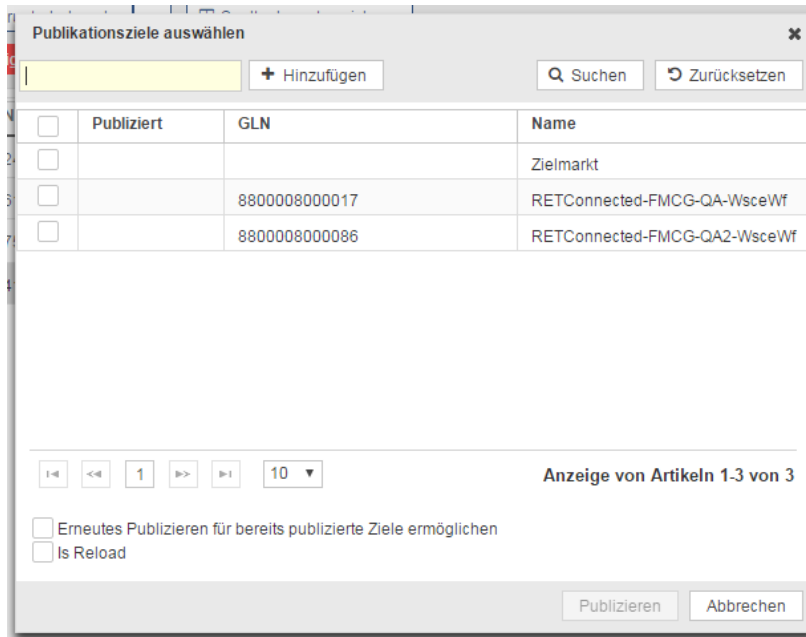 Publikationsziele auswählen
Hinzufügen
Suchen
Zurücksetzen
Publiziert GLN Name
Zielmarkt
8800008000017 RETConnected-FMCG-QA-WsceWf
8800008000086 RETConnected-FMCG-QA2-WsceWf
1 10 Anzeige von Artikeln 1-3 von 3
Erneutes Publizieren für bereits publizierte Ziele ermöglichen
Is Reload
Publizieren Abbrechen